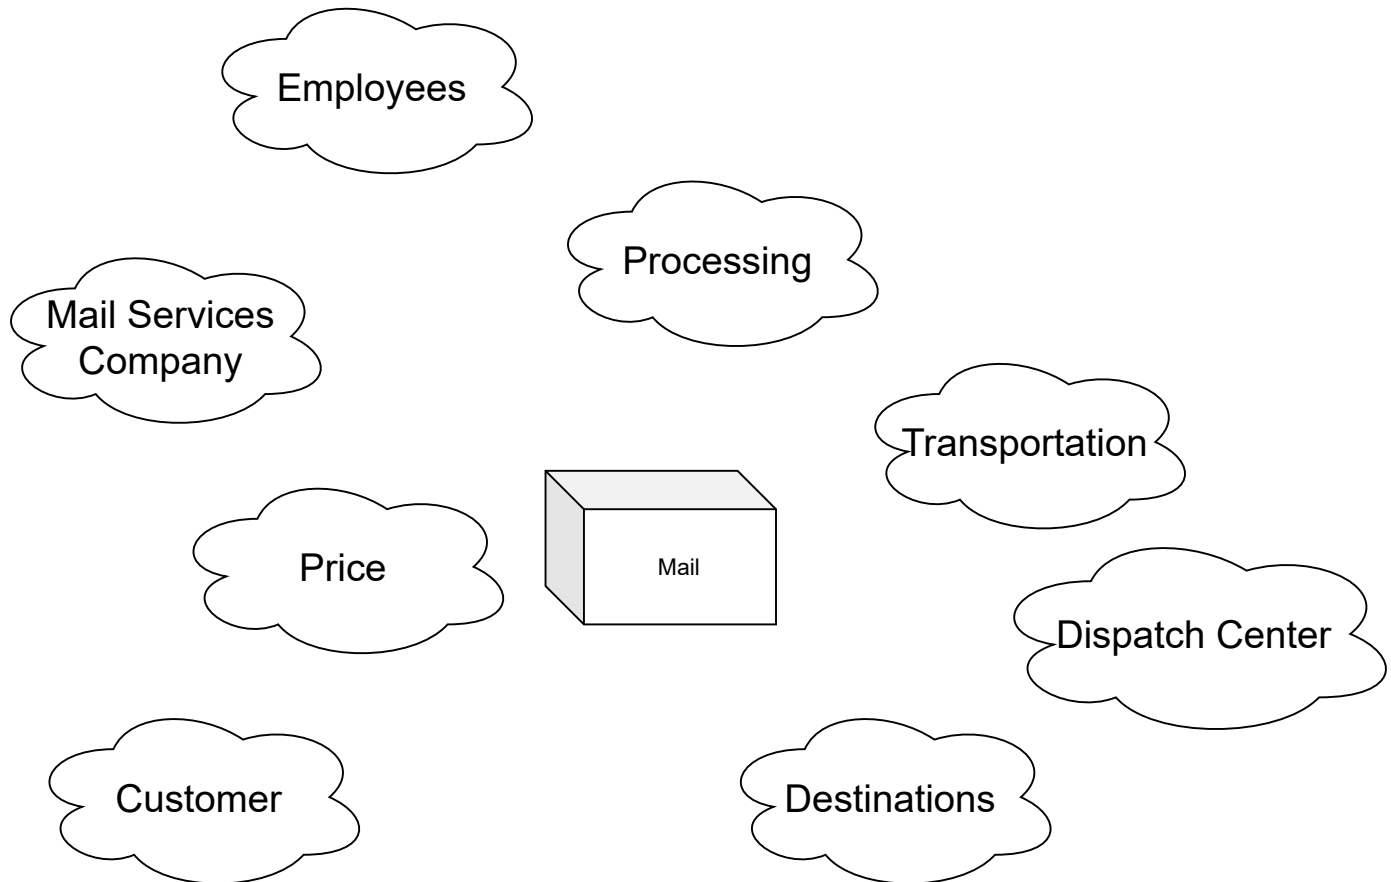 Employees
Processing
Mail Services
Company
Transportation
Price
Mail
Dispatch Center
Customer
Destinations